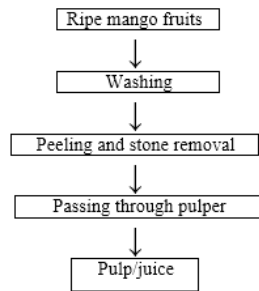 Ripe mango fruits
Washing
Peeling and stone removal
Passing through pulper
Pulp/juice